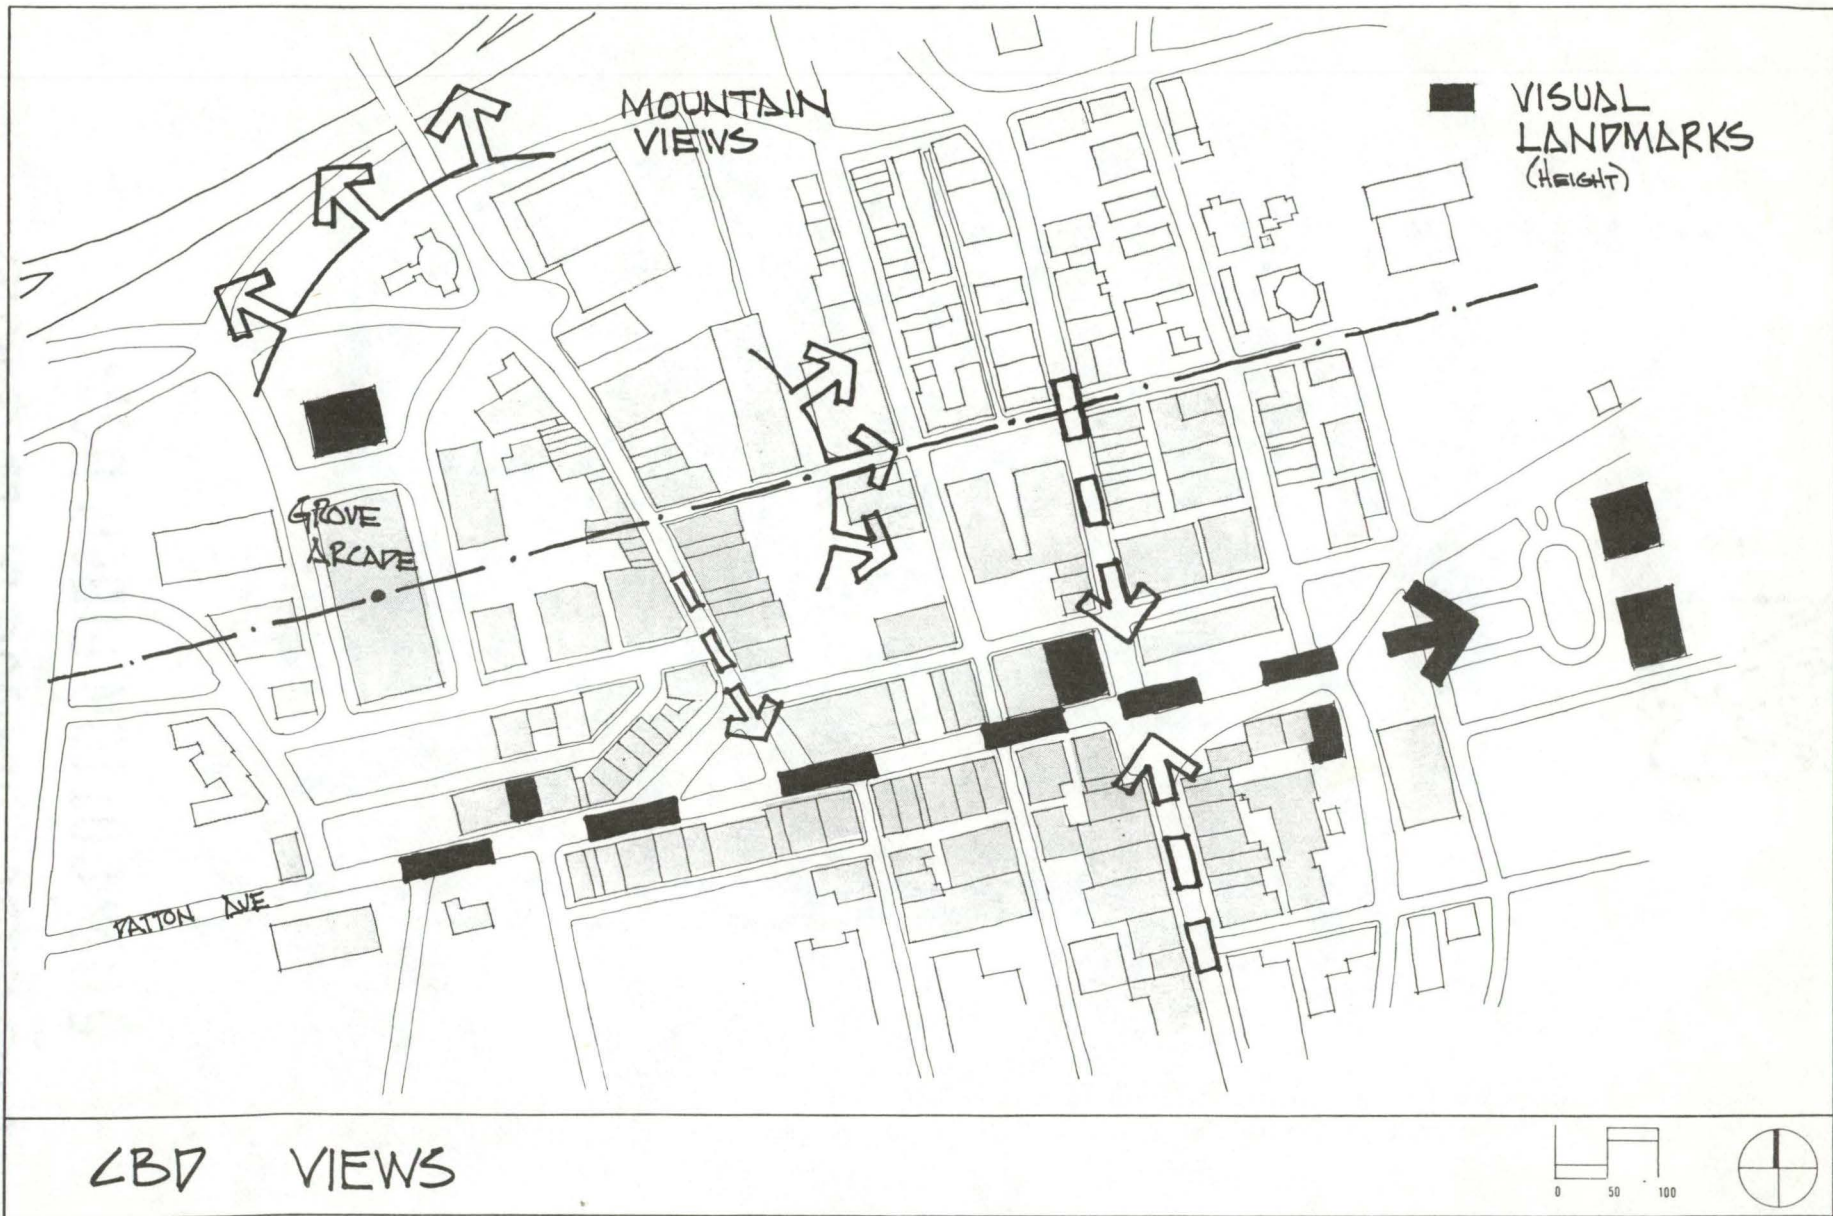 MOUNTAIN
VIEWS
VISUAL
LANDMARKS
(HEIGHT)
GROVE
ARCADE
PATTON AVE
CBD VIEWS
0 50 100